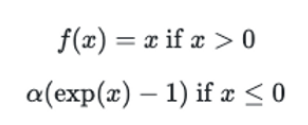 f(x) = x if x > 0
α(exp(x) − 1) if x ≤ 0